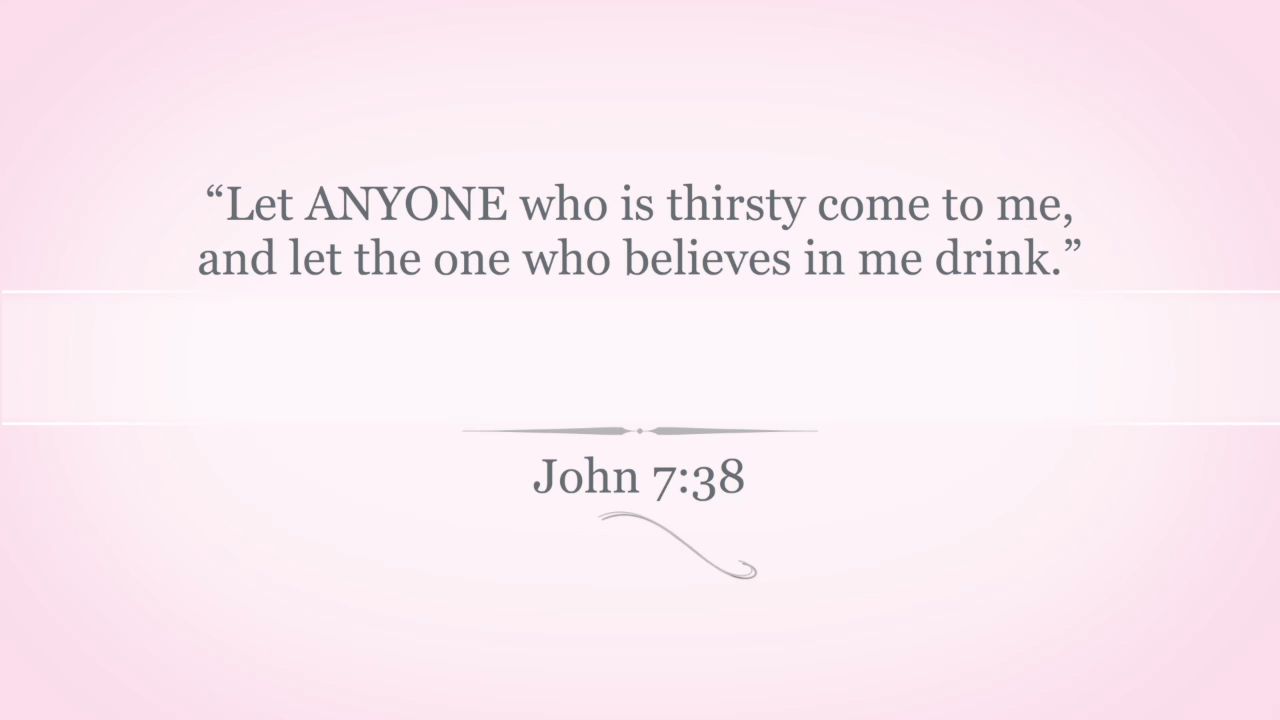 “Let ANYONE who is thirsty come to me,
and let the one who believes in me drink.”
John 7:38